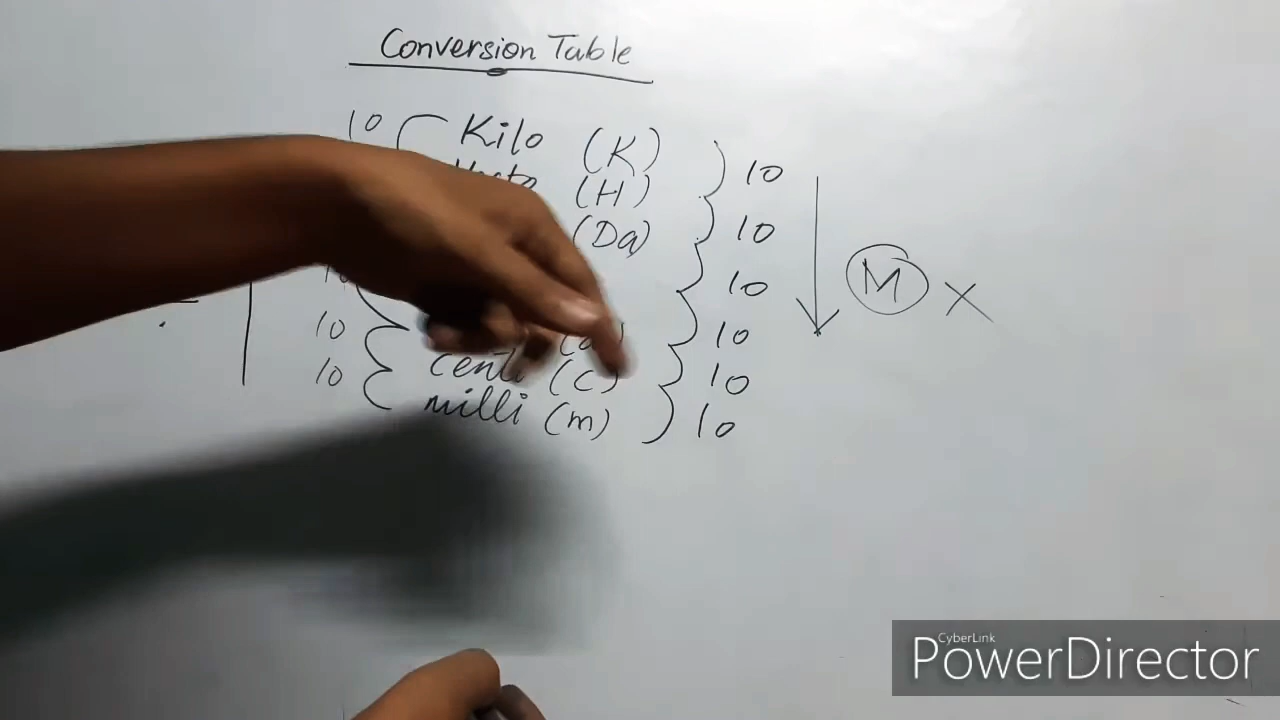 Conversion Table
10 Kilo (K)
(H) 10
(Da) 10
10
10 10
centi (C) 10
10 milli (m) 10
M ×
CyberLink
PowerDirector